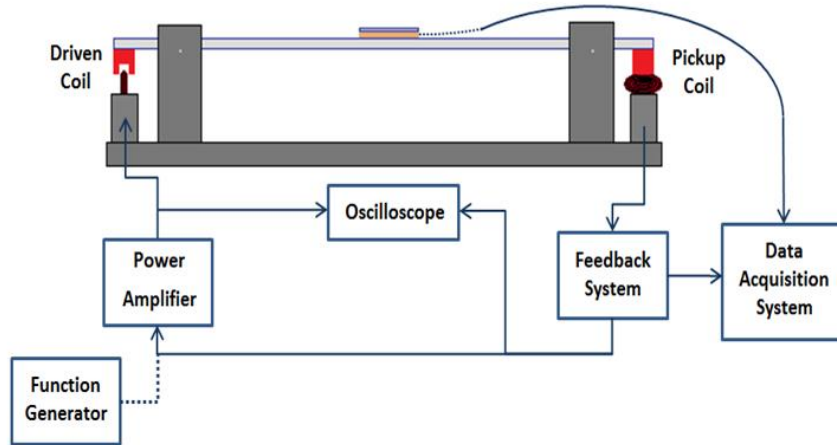 Driven
Coil
Pickup
Coil
Oscilloscope
Power
Amplifier
Feedback
System
Data
Acquisition
System
Function
Generator